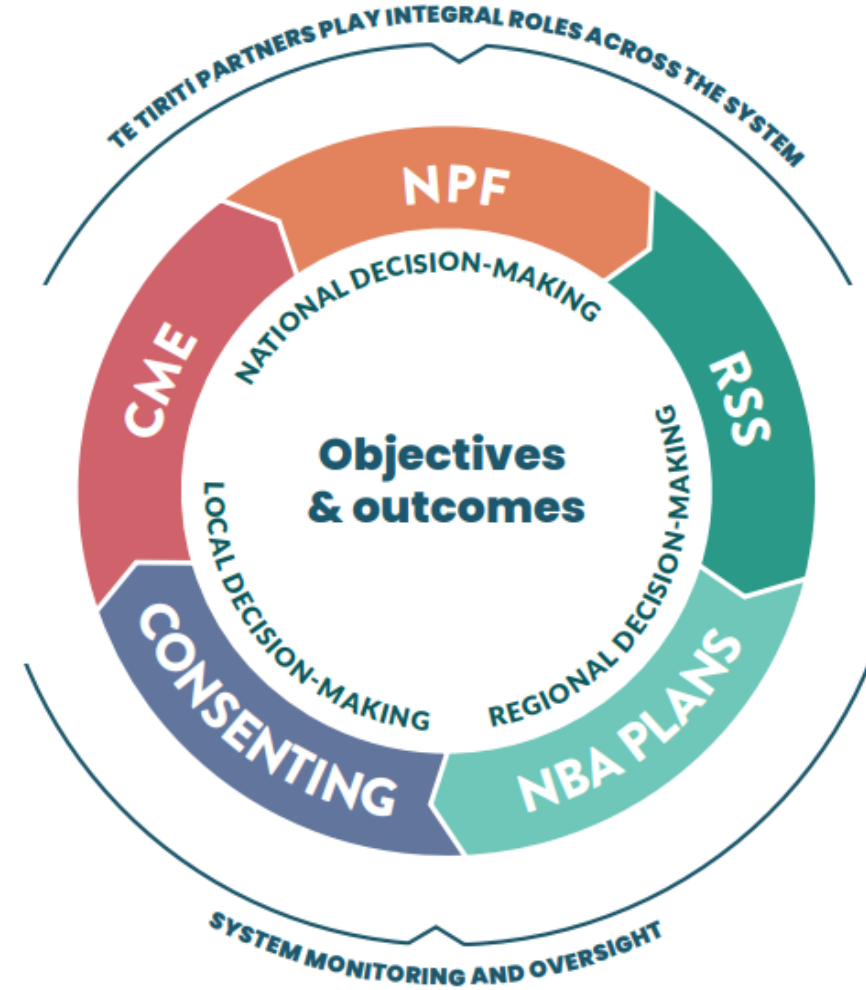 TE TIRITI PARTNERS PLAY INTEGRAL ROLES ACROSS THE SYSTEM
NPF
NATIONAL DECISION-MAKING
RSS
CME
Objectives
& outcomes
REGIONAL DECISION-MAKING
LOCAL DECISION-MAKING
NBA PLANS
CONSENTING
SYSTEM MONITORING AND OVERSIGHT